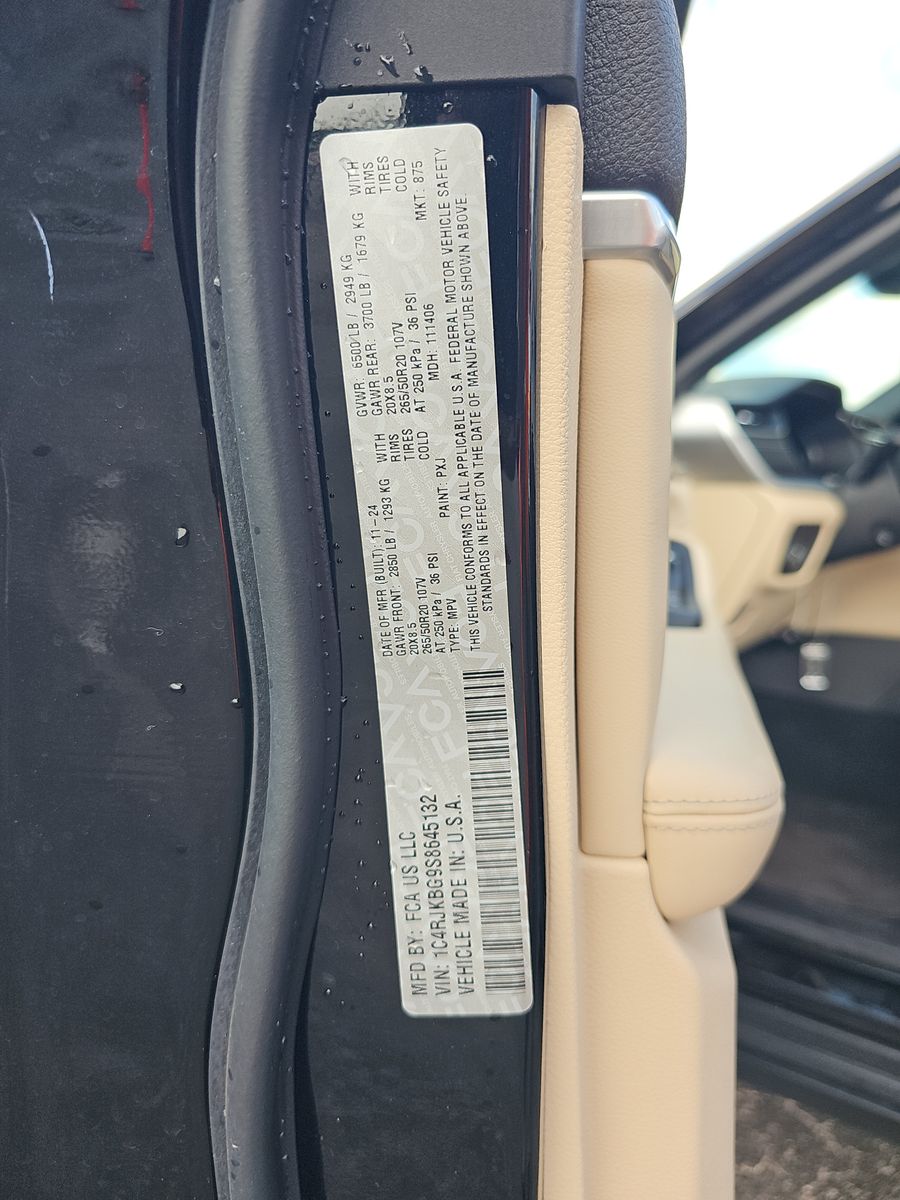 MFD BY: FCA US LLC
VIN: 1C4RJKBG9S8645132
VEHICLE MADE IN: U.S.A.
DATE OF MFR (BUILT): 11-24 GVWR: 6500 LB / 2949 KG
GAWR FRONT: 2850 LB / 1293 KG WITH GAWR REAR: 3700 LB / 1679 KG WITH
20X8.5 RIMS 20X8.5 RIMS
265/50R20 107V TIRES 265/50R20 107V TIRES
AT 250 kPa / 36 PSI COLD AT 250 kPa / 36 PSI COLD
TYPE: MPV PAINT: PXJ MDH: 111406 MKT: 875
THIS VEHICLE CONFORMS TO ALL APPLICABLE U.S.A. FEDERAL MOTOR VEHICLE SAFETY
STANDARDS IN EFFECT ON THE DATE OF MANUFACTURE SHOWN ABOVE.